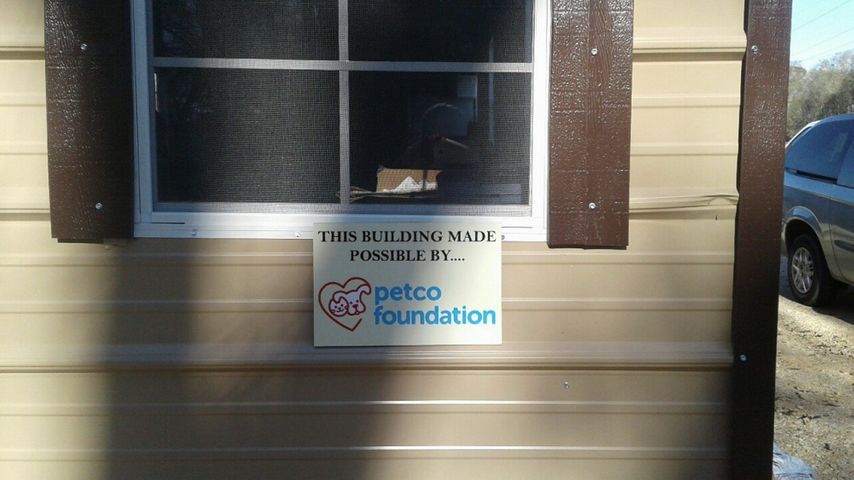 THIS BUILDING MADE
POSSIBLE BY....
petco
foundation